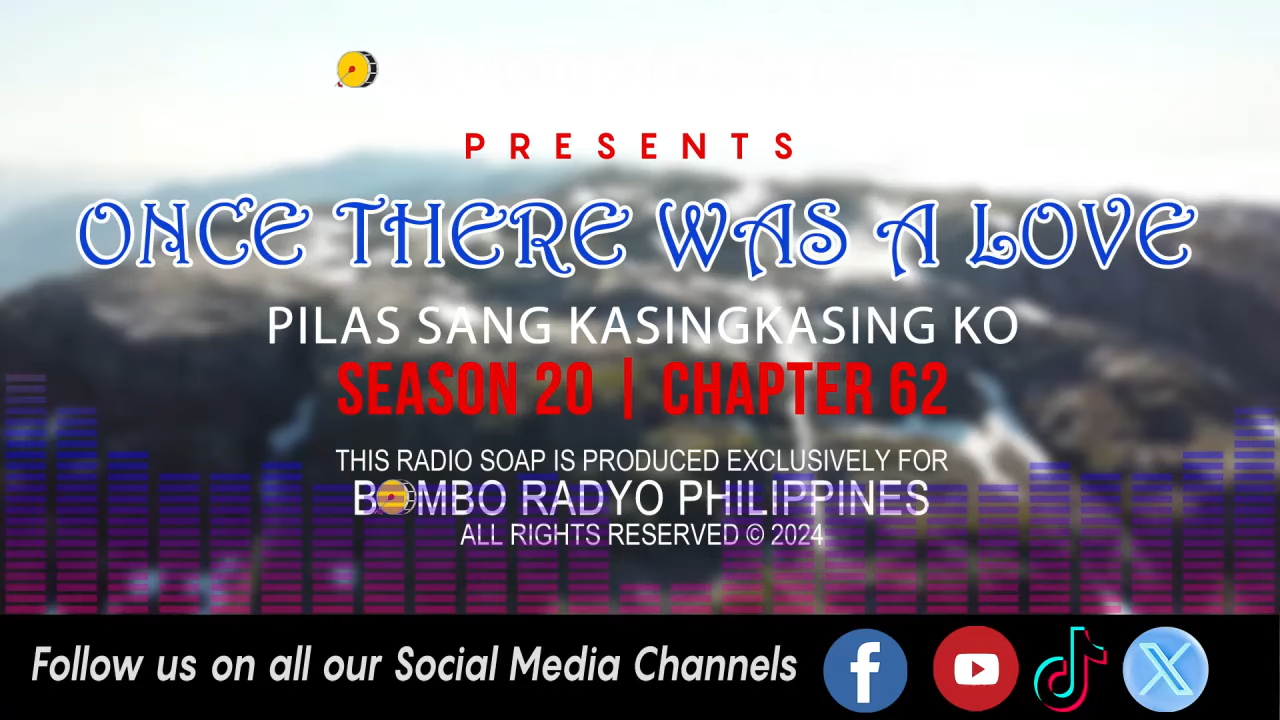 PRESENTS
ONCE THERE WAS A LOVE
PILAS SANG KASINGKASING KO
SEASON 20 | CHAPTER 62
THIS RADIO SOAP IS PRODUCED EXCLUSIVELY FOR
BOMBO RADYO PHILIPPINES
ALL RIGHTS RESERVED © 2024
Follow us on all our Social Media Channels